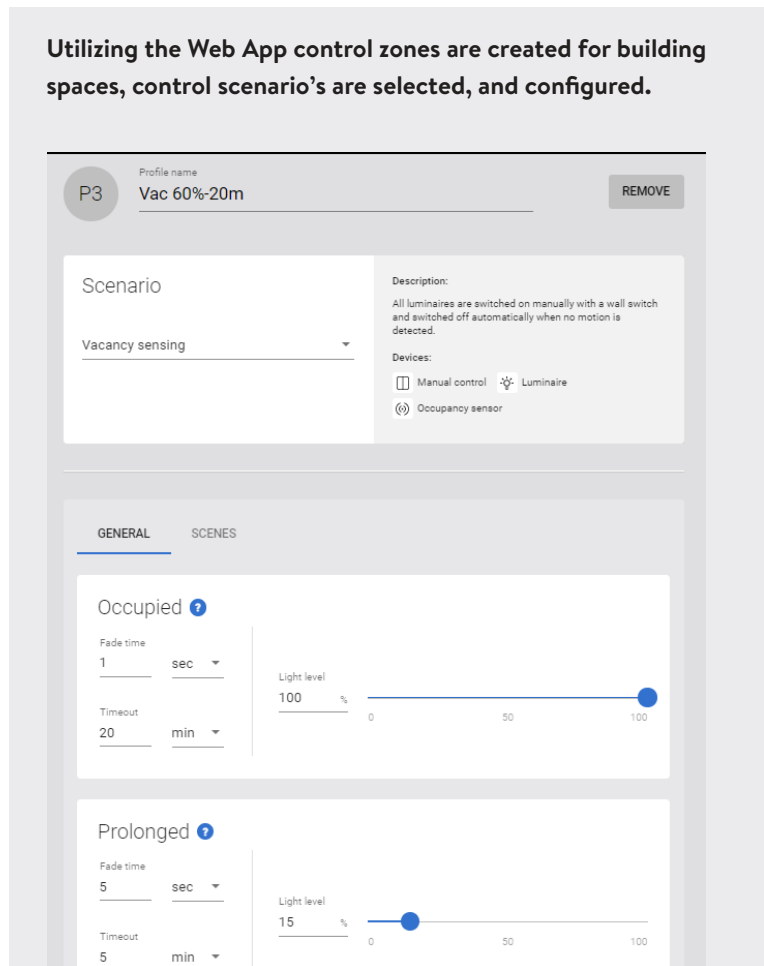 Utilizing the Web App control zones are created for building
spaces, control scenario’s are selected, and configured.
P3
Profile name
Vac 60%-20m
REMOVE
Scenario
Vacancy sensing
Description:
All luminaires are switched on manually with a wall switch
and switched off automatically when no motion is
detected.
Devices:
Manual control
Luminaire
Occupancy sensor
GENERAL
SCENES
Occupied ?
Fade time
1 sec
Timeout
20 min
Light level
100 %
0 50 100
Prolonged ?
Fade time
5 sec
Timeout
5 min
Light level
15 %
0 50 100